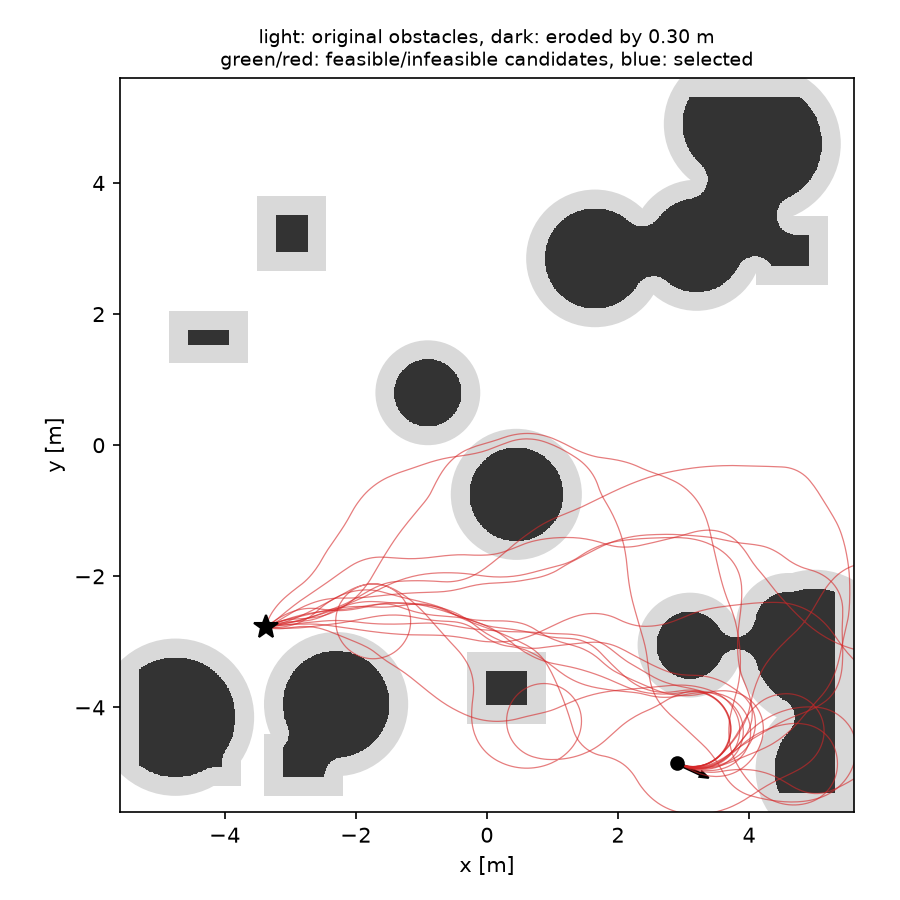 light: original obstacles, dark: eroded by 0.30 m
green/red: feasible/infeasible candidates, blue: selected
y [m]
4
2
0
−2
−4
−4
−2
0
2
4
x [m]